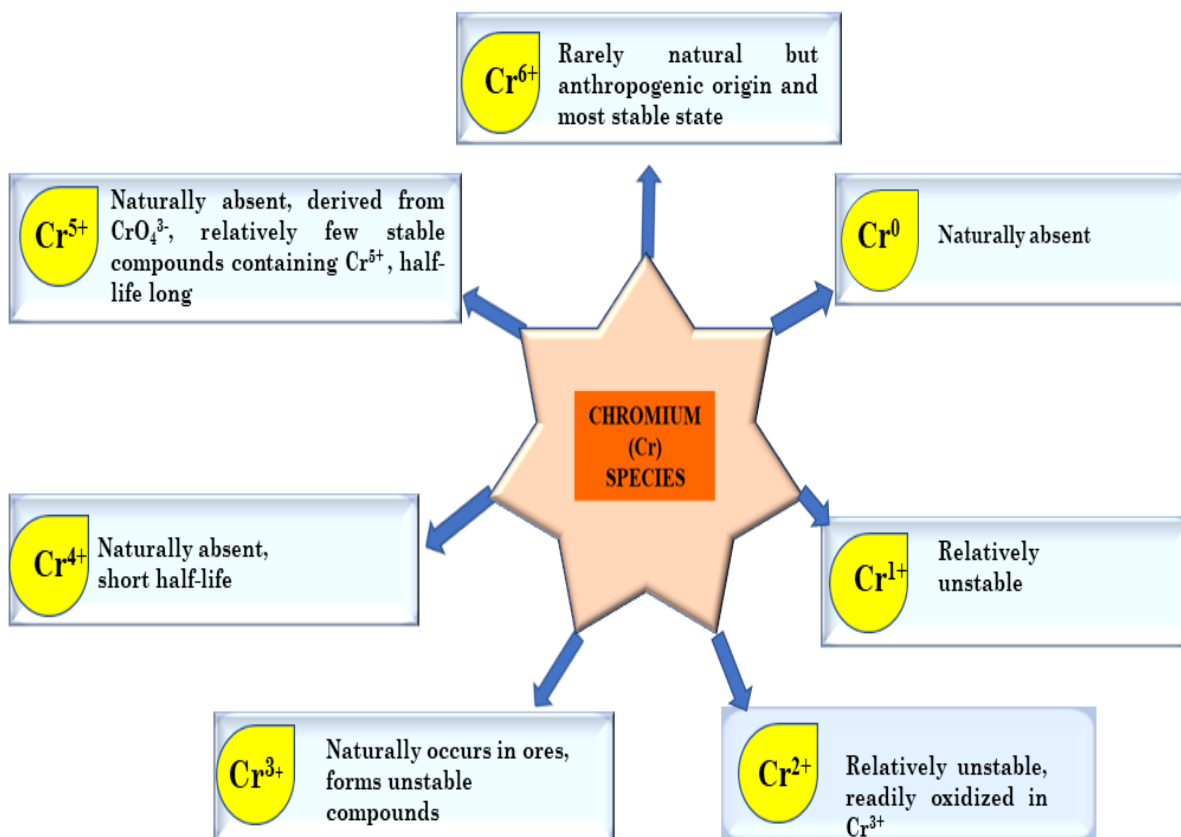 Cr⁶⁺
Rarely natural but
anthropogenic origin and
most stable state
Cr⁵⁺
Naturally absent, derived from
CrO₄³⁻, relatively few stable
compounds containing Cr⁵⁺, half-
life long
Cr⁰
Naturally absent
CHROMIUM
(Cr)
SPECIES
Cr⁴⁺
Naturally absent,
short half-life
Cr¹⁺
Relatively
unstable
Cr³⁺
Naturally occurs in ores,
forms unstable
compounds
Cr²⁺
Relatively unstable,
readily oxidized in
Cr³⁺